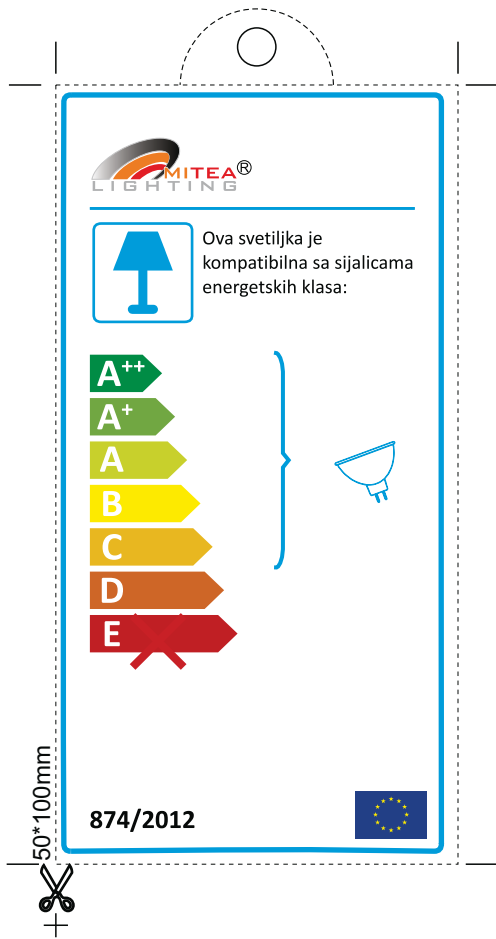 MITEA®
LIGHTING
Ova svetiljka je
kompatibilna sa sijalicama
energetskih klasa:
A++
A+
A
B
C
D
E
874/2012
50*100mm